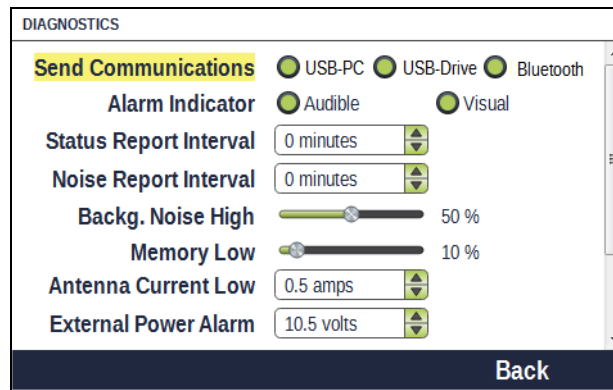 DIAGNOSTICS
Send Communications USB-PC USB-Drive Bluetooth
Alarm Indicator Audible Visual
Status Report Interval 0 minutes
Noise Report Interval 0 minutes
Backg. Noise High 50 %
Memory Low 10 %
Antenna Current Low 0.5 amps
External Power Alarm 10.5 volts
Back